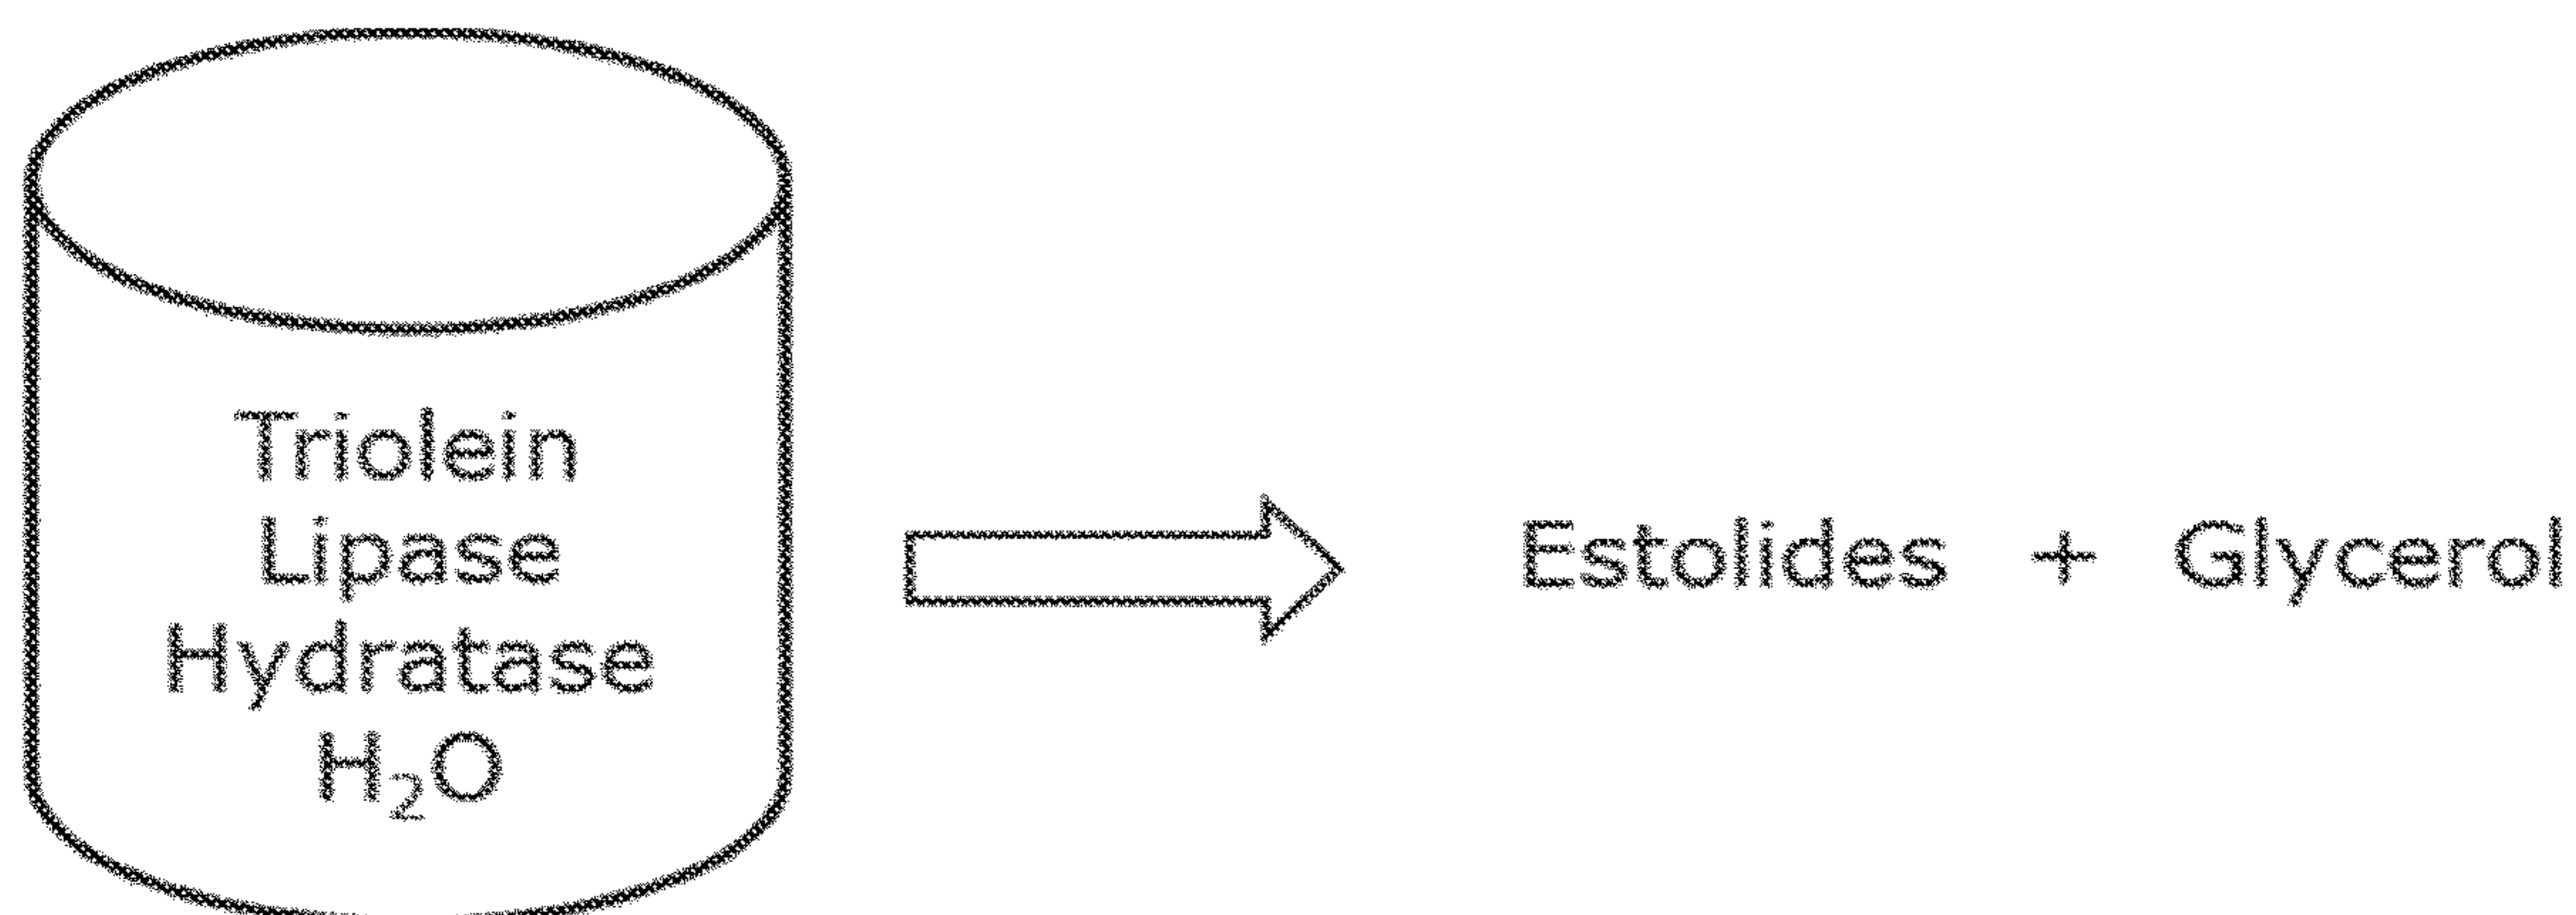 Triolein
Lipase
Hydratase
H₂O
Estolides + Glycerol